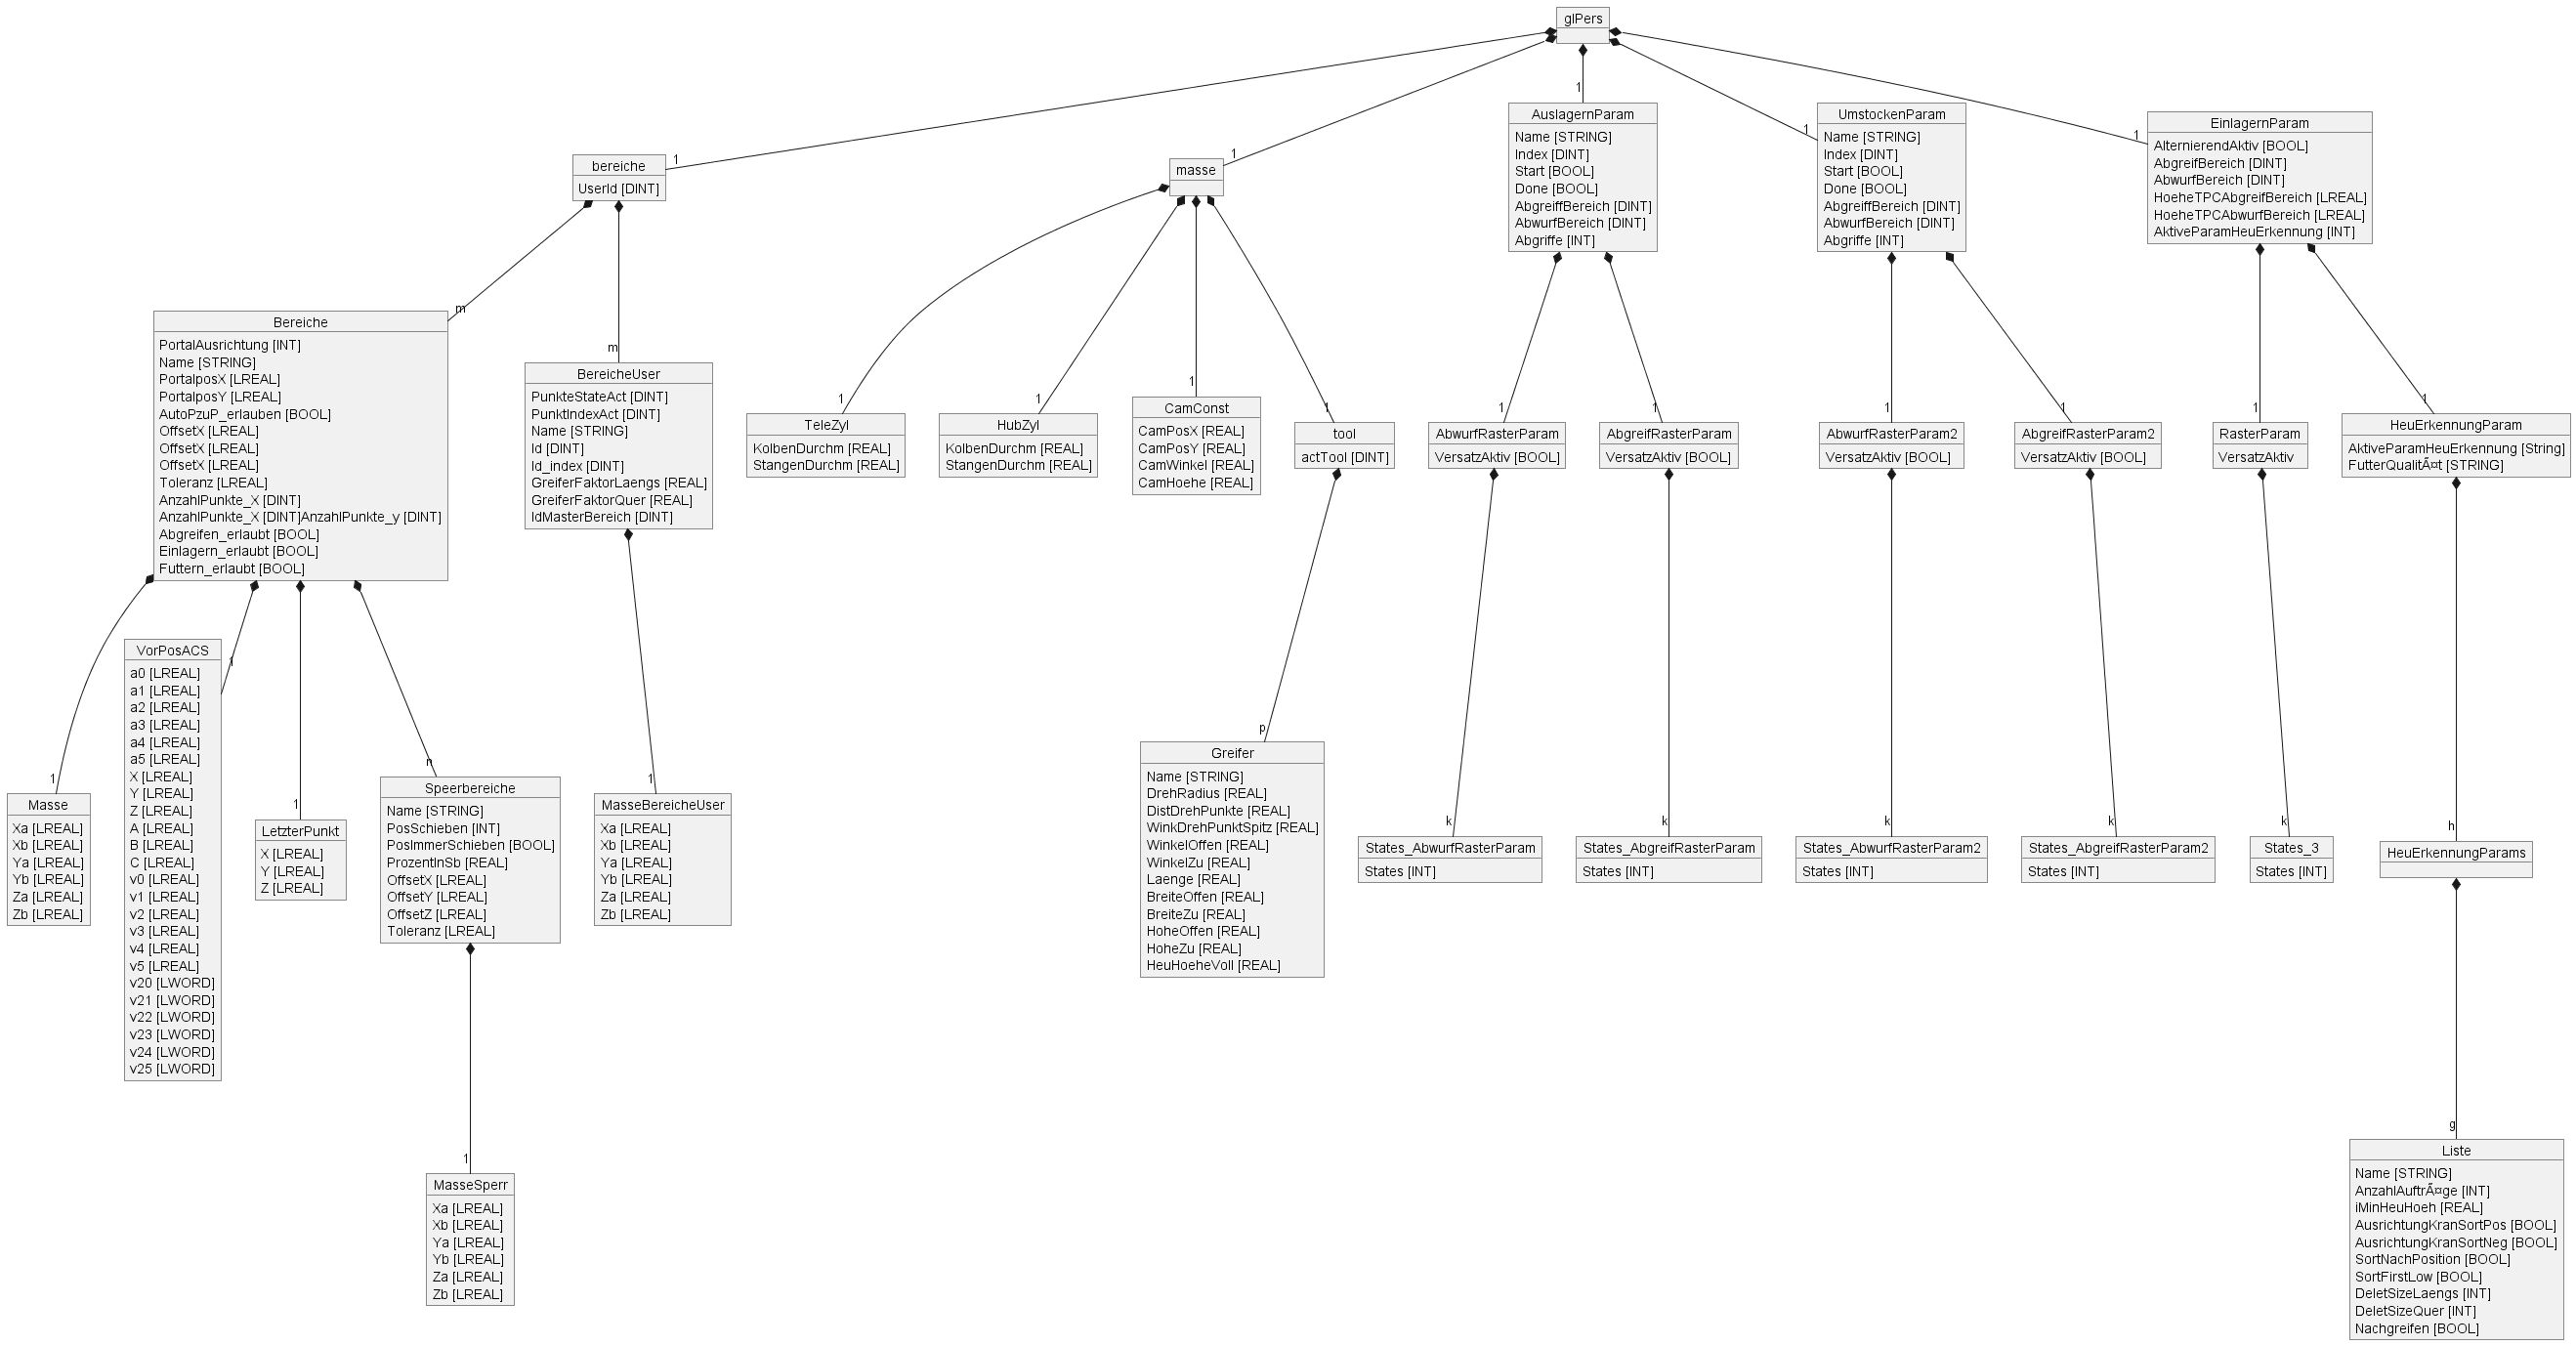 glPers
1
1
1
1
1
bereiche
UserId [DINT]
masse
AuslagernParam
Name [STRING]
Index [DINT]
Start [BOOL]
Done [BOOL]
AbgreiffBereich [DINT]
AbwurfBereich [DINT]
Abgriffe [INT]
UmstockenParam
Name [STRING]
Index [DINT]
Start [BOOL]
Done [BOOL]
AbgreiffBereich [DINT]
AbwurfBereich [DINT]
Abgriffe [INT]
EinlagernParam
AlternierendAktiv [BOOL]
AbgreifBereich [DINT]
AbwurfBereich [DINT]
HoeheTPCAbgreifBereich [LREAL]
HoeheTPCAbwurfBereich [LREAL]
AktiveParamHeuErkennung [INT]
m
m
1
1
1
1
1
1
1
1
1
1
Bereiche
PortalAusrichtung [INT]
Name [STRING]
PortalposX [LREAL]
PortalposY [LREAL]
AutoPzuP_erlauben [BOOL]
OffsetX [LREAL]
OffsetX [LREAL]
OffsetX [LREAL]
Toleranz [LREAL]
AnzahlPunkte_X [DINT]
AnzahlPunkte_X [DINT]AnzahlPunkte_y [DINT]
Abgreifen_erlaubt [BOOL]
Einlagern_erlaubt [BOOL]
Futtern_erlaubt [BOOL]
BereicheUser
PunkteStateAct [DINT]
PunktIndexAct [DINT]
Name [STRING]
Id [DINT]
Id_index [DINT]
GreiferFaktorLaengs [REAL]
GreiferFaktorQuer [REAL]
IdMasterBereich [DINT]
TeleZyl
KolbenDurchm [REAL]
StangenDurchm [REAL]
HubZyl
KolbenDurchm [REAL]
StangenDurchm [REAL]
CamConst
CamPosX [REAL]
CamPosY [REAL]
CamWinkel [REAL]
CamHoehe [REAL]
tool
actTool [DINT]
AbwurfRasterParam
VersatzAktiv [BOOL]
AbgreifRasterParam
VersatzAktiv [BOOL]
AbwurfRasterParam2
VersatzAktiv [BOOL]
AbgreifRasterParam2
VersatzAktiv [BOOL]
RasterParam
VersatzAktiv
HeuErkennungParam
AktiveParamHeuErkennung [String]
FutterQualitÃ¤t [STRING]
1
1
1
n
1
p
k
k
k
k
k
h
Masse
Xa [LREAL]
Xb [LREAL]
Ya [LREAL]
Yb [LREAL]
Za [LREAL]
Zb [LREAL]
VorPosACS
a0 [LREAL]
a1 [LREAL]
a2 [LREAL]
a3 [LREAL]
a4 [LREAL]
a5 [LREAL]
X [LREAL]
Y [LREAL]
Z [LREAL]
A [LREAL]
B [LREAL]
C [LREAL]
v0 [LREAL]
v1 [LREAL]
v2 [LREAL]
v3 [LREAL]
v4 [LREAL]
v5 [LREAL]
v20 [LWORD]
v21 [LWORD]
v22 [LWORD]
v23 [LWORD]
v24 [LWORD]
v25 [LWORD]
LetzterPunkt
X [LREAL]
Y [LREAL]
Z [LREAL]
Speerbereiche
Name [STRING]
PosSchieben [INT]
PosImmerSchieben [BOOL]
ProzentInSb [REAL]
OffsetX [LREAL]
OffsetY [LREAL]
OffsetZ [LREAL]
Toleranz [LREAL]
MasseBereicheUser
Xa [LREAL]
Xb [LREAL]
Ya [LREAL]
Yb [LREAL]
Za [LREAL]
Zb [LREAL]
Greifer
Name [STRING]
DrehRadius [REAL]
DistDrehPunkte [REAL]
WinkDrehPunktSpitz [REAL]
WinkelOffen [REAL]
WinkelZu [REAL]
Laenge [REAL]
BreiteOffen [REAL]
BreiteZu [REAL]
HoheOffen [REAL]
HoheZu [REAL]
HeuHoeheVoll [REAL]
States_AbwurfRasterParam
States [INT]
States_AbgreifRasterParam
States [INT]
States_AbwurfRasterParam2
States [INT]
States_AbgreifRasterParam2
States [INT]
States_3
States [INT]
HeuErkennungParams
1
g
MasseSperr
Xa [LREAL]
Xb [LREAL]
Ya [LREAL]
Yb [LREAL]
Za [LREAL]
Zb [LREAL]
Liste
Name [STRING]
AnzahlAuftrÃ¤ge [INT]
iMinHeuHoeh [REAL]
AusrichtungKranSortPos [BOOL]
AusrichtungKranSortNeg [BOOL]
SortNachPosition [BOOL]
SortFirstLow [BOOL]
DeletSizeLaengs [INT]
DeletSizeQuer [INT]
Nachgreifen [BOOL]